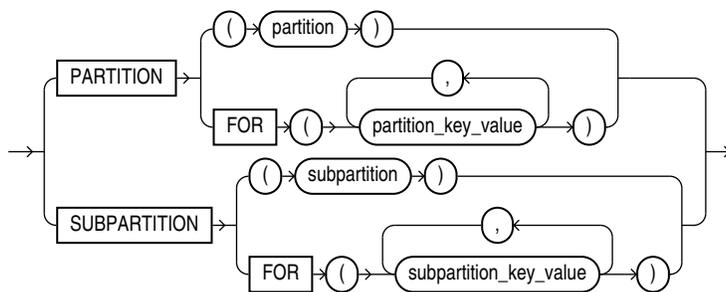 ( partition )
,
PARTITION
FOR ( partition_key_value )
( subpartition )
,
SUBPARTITION
FOR ( subpartition_key_value )